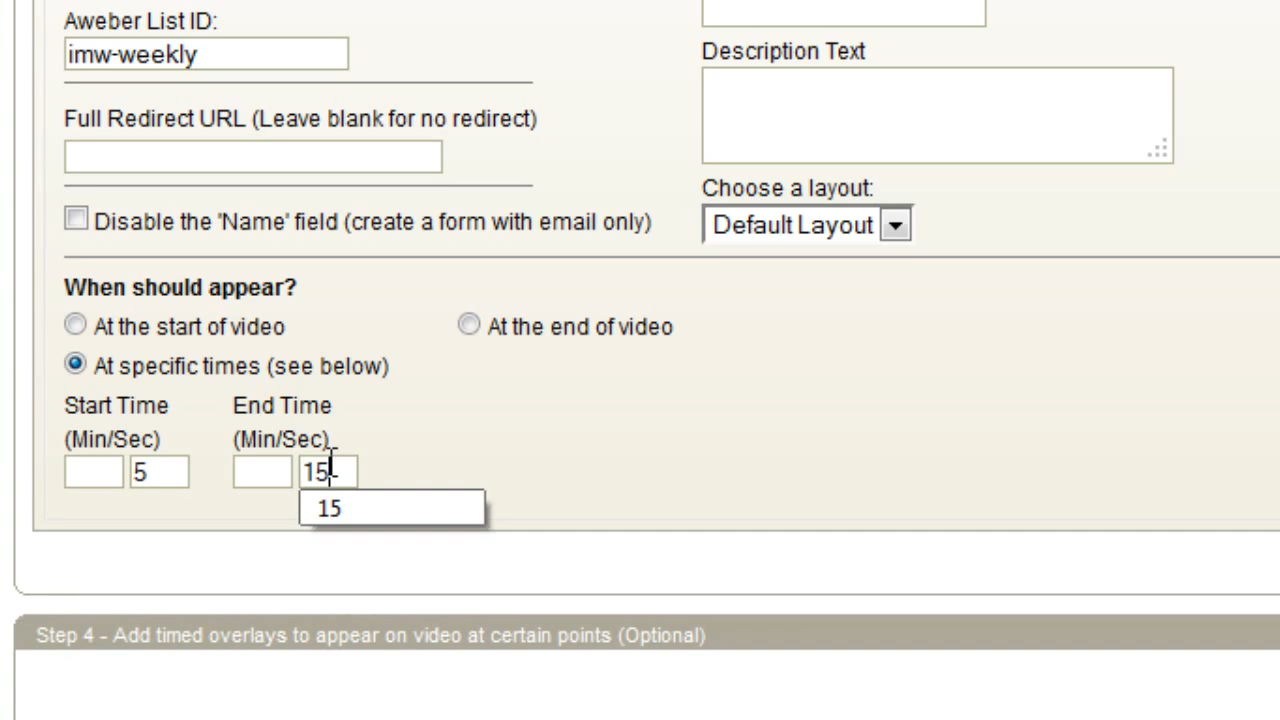 Aweber List ID:
imw-weekly
Full Redirect URL (Leave blank for no redirect)
Disable the 'Name' field (create a form with email only)
Description Text
Choose a layout:
Default Layout
When should appear?
At the start of video
At the end of video
At specific times (see below)
Start Time
End Time
(Min/Sec)
(Min/Sec)
5
15
15
Step 4 - Add timed overlays to appear on video at certain points (Optional)